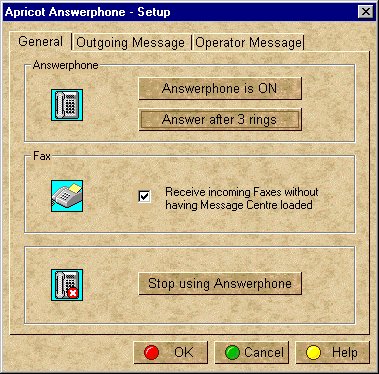 Apricot Answerphone - Setup
General Outgoing Message Operator Message
Answerphone
Answerphone is ON
Answer after 3 rings
Fax
Receive incoming Faxes without
having Message Centre loaded
Stop using Answerphone
OK Cancel Help